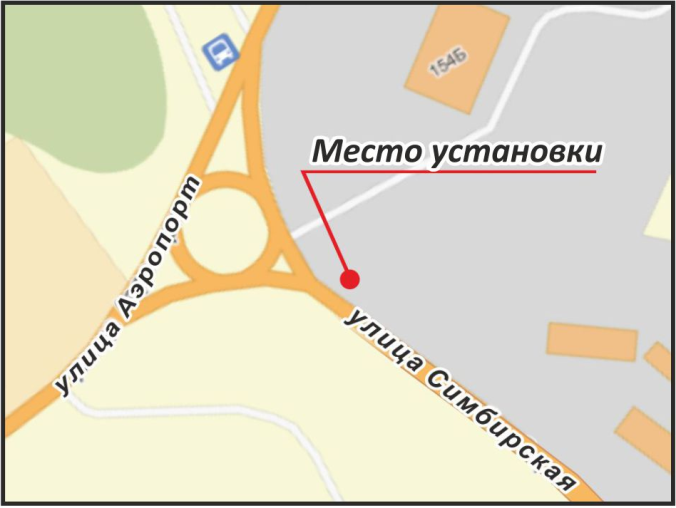 154Б
Место установки
улица Аэропорт
улица Симбирская